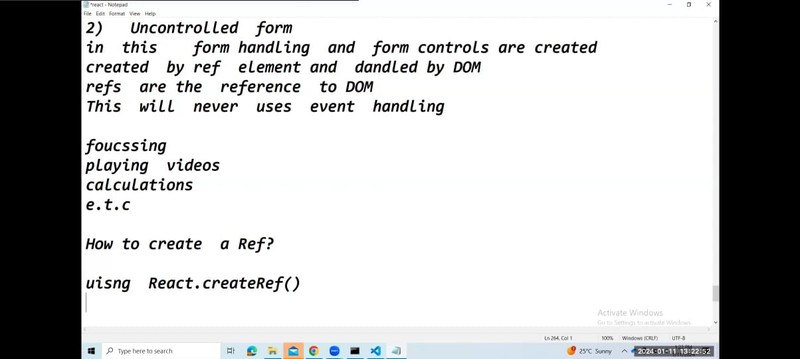 *react - Notepad
File Edit Format View Help
2) Uncontrolled form
in this form handling and form controls are created
created by ref element and dandled by DOM
refs are the reference to DOM
This will never uses event handling
foucssing
playing videos
calculations
e.t.c
How to create a Ref?
uisng React.createRef()
Activate Windows
Go to Settings to activate Windows.
Ln 264, Col 1 100% Windows (CRLF) UTF-8
Type here to search
25°C Sunny
2024-01-11 13:22:52